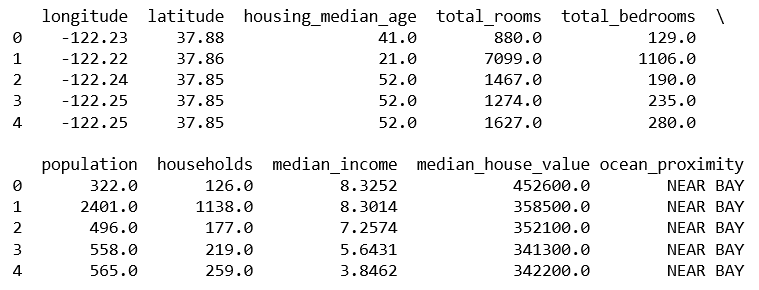 longitude latitude housing_median_age total_rooms total_bedrooms \
0 -122.23 37.88 41.0 880.0 129.0
1 -122.22 37.86 21.0 7099.0 1106.0
2 -122.24 37.85 52.0 1467.0 190.0
3 -122.25 37.85 52.0 1274.0 235.0
4 -122.25 37.85 52.0 1627.0 280.0
population households median_income median_house_value ocean_proximity
0 322.0 126.0 8.3252 452600.0 NEAR BAY
1 2401.0 1138.0 8.3014 358500.0 NEAR BAY
2 496.0 177.0 7.2574 352100.0 NEAR BAY
3 558.0 219.0 5.6431 341300.0 NEAR BAY
4 565.0 259.0 3.8462 342200.0 NEAR BAY